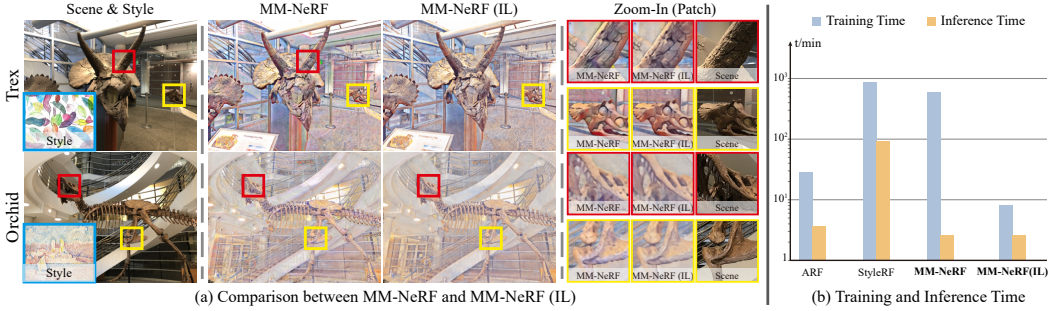 Scene & Style
MM-NeRF
MM-NeRF (IL)
Zoom-In (Patch)
Trex
Style
MM-NeRF
MM-NeRF (IL)
Scene
MM-NeRF
MM-NeRF (IL)
Scene
Orchid
Style
MM-NeRF
MM-NeRF (IL)
Scene
MM-NeRF
MM-NeRF (IL)
Scene
(a) Comparison between MM-NeRF and MM-NeRF (IL)
Training Time
Inference Time
t/min
10³
10²
10¹
1
ARF
StyleRF
MM-NeRF
MM-NeRF(IL)
(b) Training and Inference Time